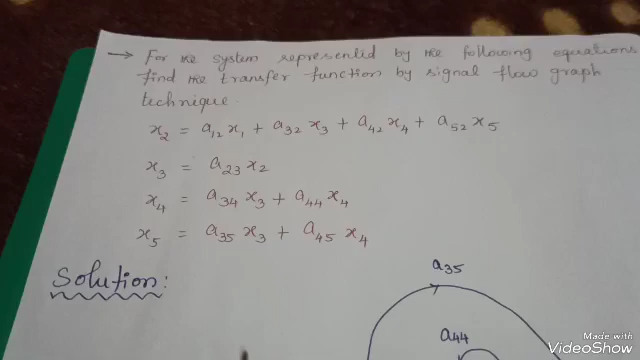 → For the system represented by the following equations
find the transfer function by signal flow graph
technique.
x₂ = a₁₂x₁ + a₃₂ x₃ + a₄₂ x₄ + a₅₂ x₅
x₃ = a₂₃ x₂
x₄ = a₃₄ x₃ + a₄₄ x₄
x₅ = a₃₅ x₃ + a₄₅ x₄
Solution:
a₃₅
a₄₄
Made with
VideoShow